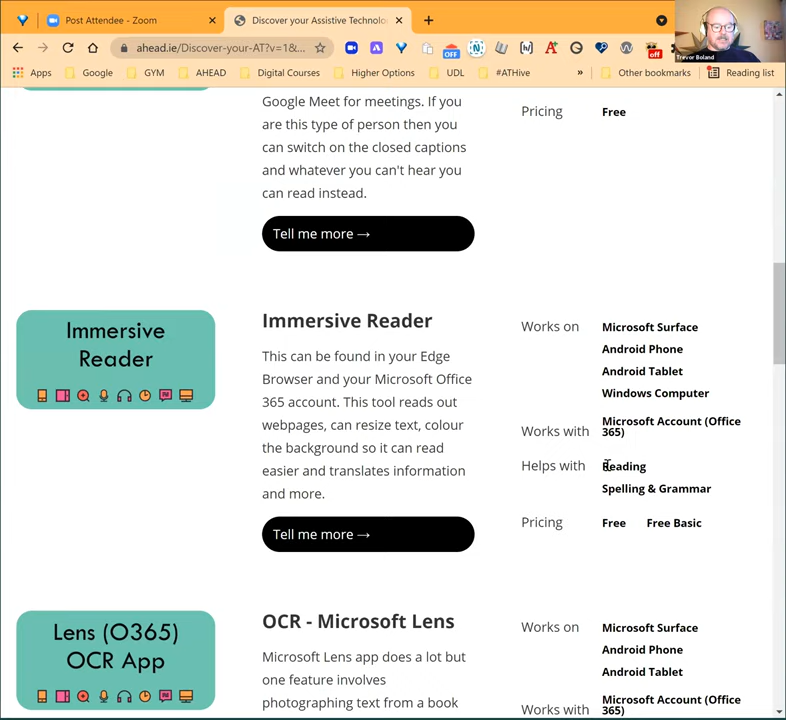 Post Attendee - Zoom
Discover your Assistive Technolo
ahead.ie/Discover-your-AT?v=1&...
OFF
off
Trevor Boland
Apps
Google
GYM
AHEAD
Digital Courses
Higher Options
UDL
#ATHive
»
Other bookmarks
Reading list
Google Meet for meetings. If you
are this type of person then you
can switch on the closed captions
and whatever you can't hear you
can read instead.
Pricing Free
Tell me more →
Immersive
Reader
Immersive Reader
This can be found in your Edge
Browser and your Microsoft Office
365 account. This tool reads out
webpages, can resize text, colour
the background so it can read
easier and translates information
and more.
Tell me more →
Works on Microsoft Surface
Android Phone
Android Tablet
Windows Computer
Works with Microsoft Account (Office
365)
Helps with Reading
Spelling & Grammar
Pricing Free Free Basic
Lens (O365)
OCR App
OCR - Microsoft Lens
Microsoft Lens app does a lot but
one feature involves
photographing text from a book
Works on Microsoft Surface
Android Phone
Android Tablet
Works with Microsoft Account (Office
365)